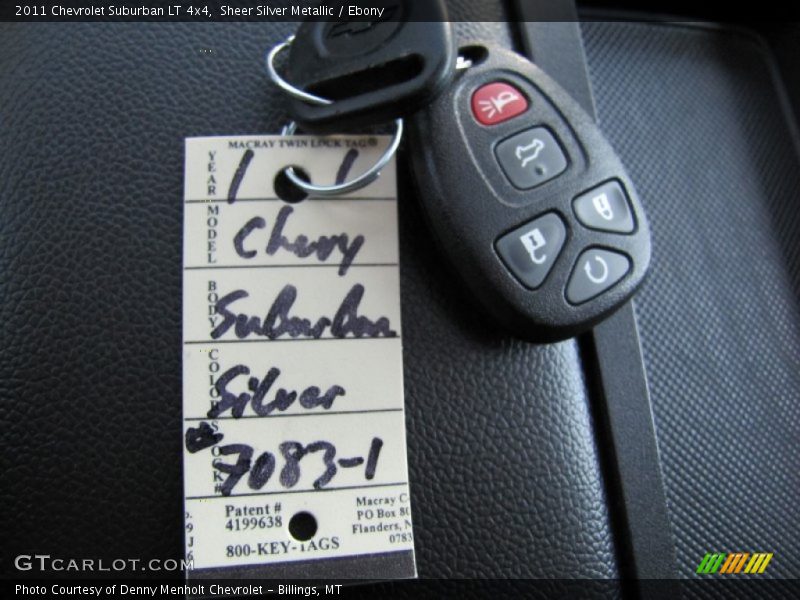 2011 Chevrolet Suburban LT 4x4, Sheer Silver Metallic / Ebony
MACRAY TWIN LOCK TAG®
YEAR 11
MODEL Chevy
BODY Suburban
COLOR Silver
STOCK# #7083-1
Patent #
4199638
800-KEY-TAGS
Macray C
PO Box 80
Flanders, N
0783
GTCARLOT.COM
Photo Courtesy of Denny Menholt Chevrolet – Billings, MT